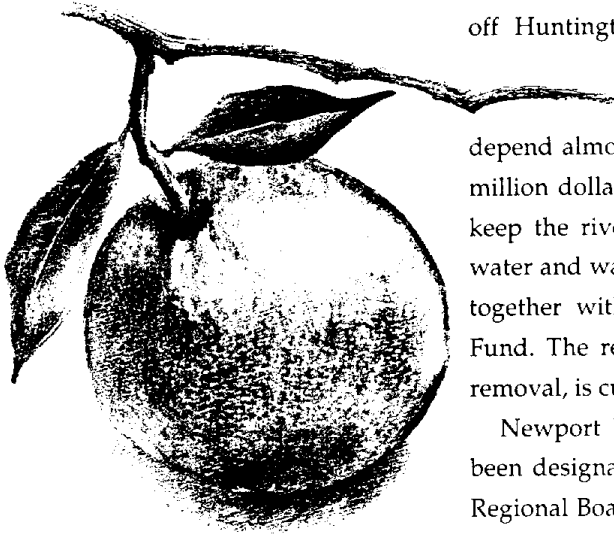 off Huntingt
depend almo
million dolla
keep the rive
water and wa
together wit
Fund. The re
removal, is cu
Newport
been designa
Regional Boa